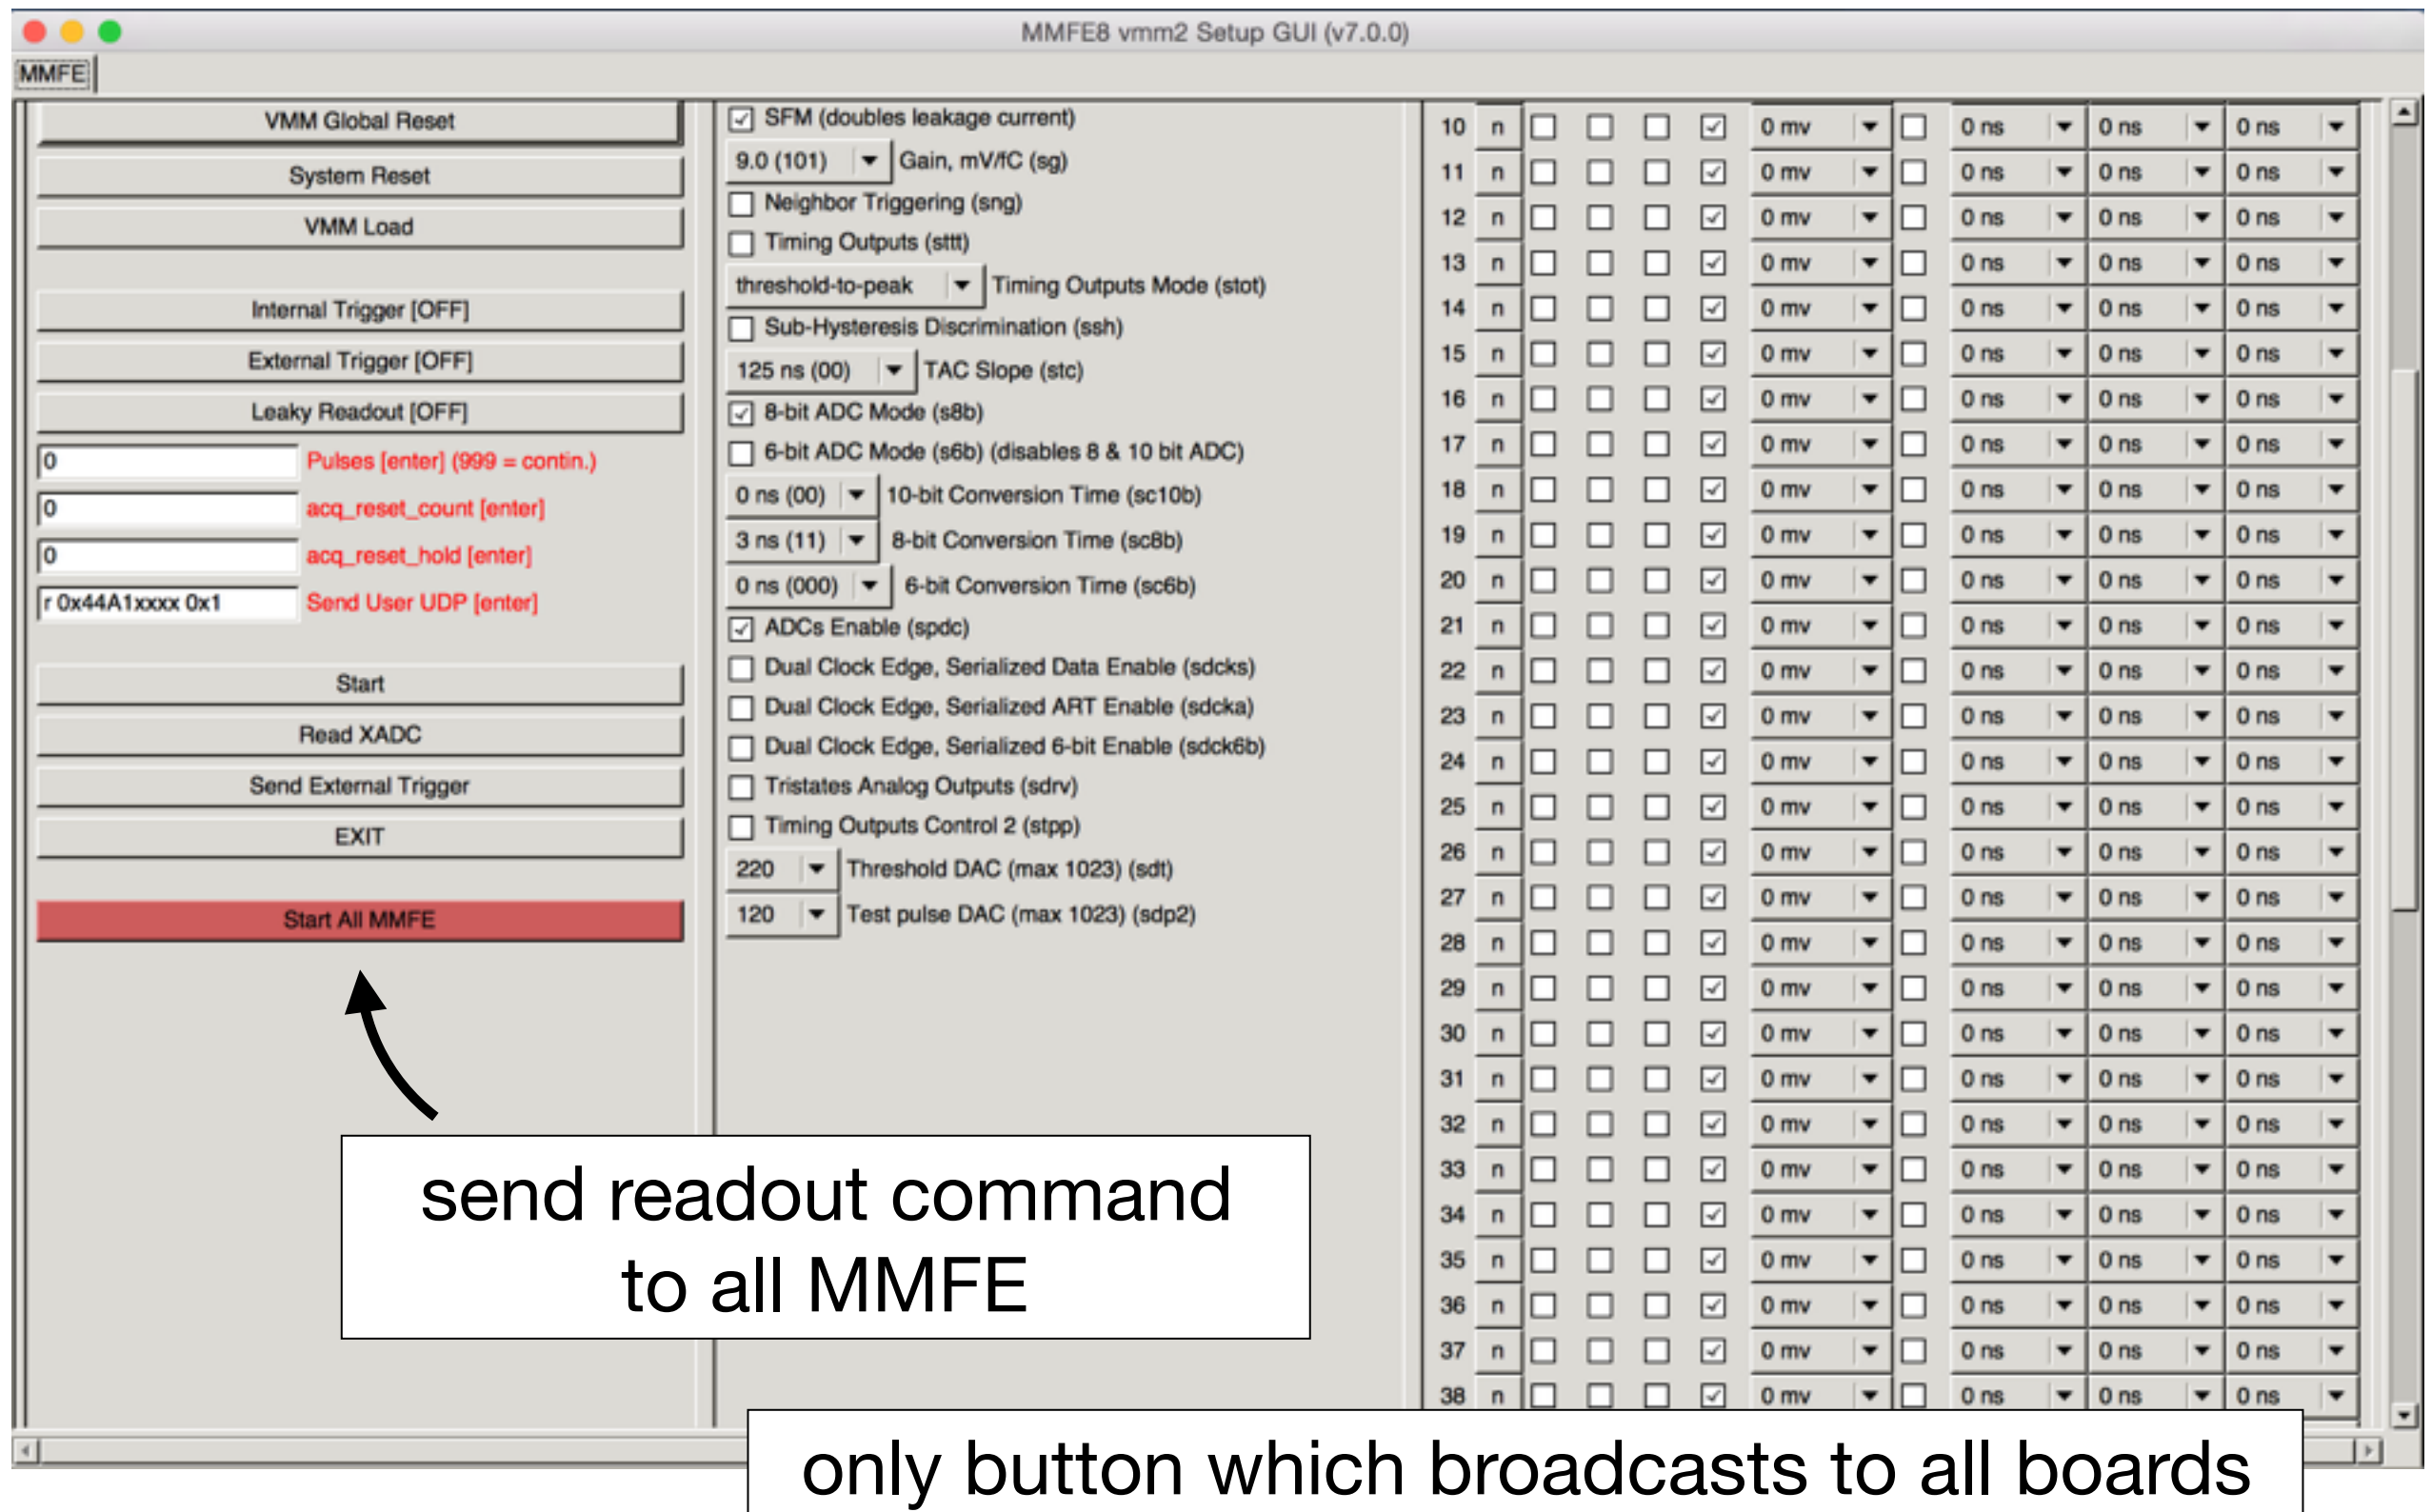 MMFE8 vmm2 Setup GUI (v7.0.0)
MMFE
VMM Global Reset
System Reset
VMM Load
Internal Trigger [OFF]
External Trigger [OFF]
Leaky Readout [OFF]
0 Pulses [enter] (999 = contin.)
0 acq_reset_count [enter]
0 acq_reset_hold [enter]
r 0x44A1xxxx 0x1 Send User UDP [enter]
Start
Read XADC
Send External Trigger
EXIT
Start All MMFE
SFM (doubles leakage current)
9.0 (101) Gain, mV/fC (sg)
Neighbor Triggering (sng)
Timing Outputs (sttt)
threshold-to-peak Timing Outputs Mode (stot)
Sub-Hysteresis Discrimination (ssh)
125 ns (00) TAC Slope (stc)
8-bit ADC Mode (s8b)
6-bit ADC Mode (s6b) (disables 8 & 10 bit ADC)
0 ns (00) 10-bit Conversion Time (sc10b)
3 ns (11) 8-bit Conversion Time (sc8b)
0 ns (000) 6-bit Conversion Time (sc6b)
ADCs Enable (spdc)
Dual Clock Edge, Serialized Data Enable (sdcks)
Dual Clock Edge, Serialized ART Enable (sdcka)
Dual Clock Edge, Serialized 6-bit Enable (sdck6b)
Tristates Analog Outputs (sdrv)
Timing Outputs Control 2 (stpp)
220 Threshold DAC (max 1023) (sdt)
120 Test pulse DAC (max 1023) (sdp2)
10 n 0 mv 0 ns 0 ns 0 ns
11 n 0 mv 0 ns 0 ns 0 ns
12 n 0 mv 0 ns 0 ns 0 ns
13 n 0 mv 0 ns 0 ns 0 ns
14 n 0 mv 0 ns 0 ns 0 ns
15 n 0 mv 0 ns 0 ns 0 ns
16 n 0 mv 0 ns 0 ns 0 ns
17 n 0 mv 0 ns 0 ns 0 ns
18 n 0 mv 0 ns 0 ns 0 ns
19 n 0 mv 0 ns 0 ns 0 ns
20 n 0 mv 0 ns 0 ns 0 ns
21 n 0 mv 0 ns 0 ns 0 ns
22 n 0 mv 0 ns 0 ns 0 ns
23 n 0 mv 0 ns 0 ns 0 ns
24 n 0 mv 0 ns 0 ns 0 ns
25 n 0 mv 0 ns 0 ns 0 ns
26 n 0 mv 0 ns 0 ns 0 ns
27 n 0 mv 0 ns 0 ns 0 ns
28 n 0 mv 0 ns 0 ns 0 ns
29 n 0 mv 0 ns 0 ns 0 ns
30 n 0 mv 0 ns 0 ns 0 ns
31 n 0 mv 0 ns 0 ns 0 ns
32 n 0 mv 0 ns 0 ns 0 ns
33 n 0 mv 0 ns 0 ns 0 ns
34 n 0 mv 0 ns 0 ns 0 ns
35 n 0 mv 0 ns 0 ns 0 ns
36 n 0 mv 0 ns 0 ns 0 ns
37 n 0 mv 0 ns 0 ns 0 ns
38 n 0 mv 0 ns 0 ns 0 ns
send readout command
to all MMFE
only button which broadcasts to all boards